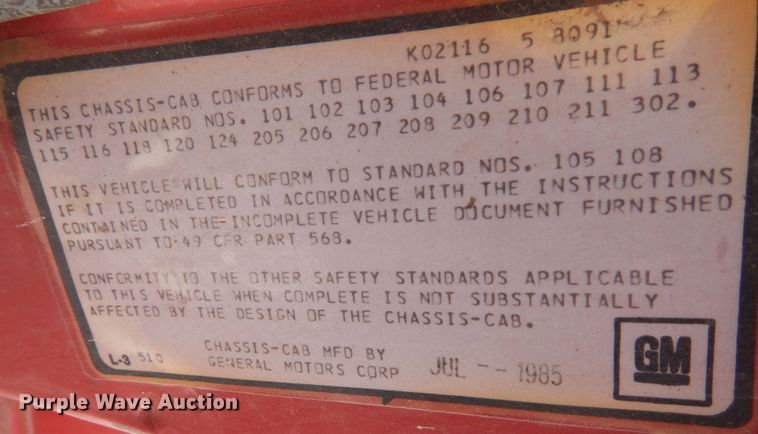 K02116 5 8091
THIS CHASSIS-CAB CONFORMS TO FEDERAL MOTOR VEHICLE
SAFETY STANDARD NOS. 101 102 103 104 106 107 111 113
115 116 118 120 124 205 206 207 208 209 210 211 302.
THIS VEHICLE WILL CONFORM TO STANDARD NOS. 105 108
IF IT IS COMPLETED IN ACCORDANCE WITH THE INSTRUCTIONS
CONTAINED IN THE INCOMPLETE VEHICLE DOCUMENT FURNISHED
PURSUANT TO 49 CFR PART 568.
CONFORMITY TO THE OTHER SAFETY STANDARDS APPLICABLE
TO THIS VEHICLE WHEN COMPLETE IS NOT SUBSTANTIALLY
AFFECTED BY THE DESIGN OF THE CHASSIS-CAB.
L-3 510
CHASSIS-CAB MFD BY
GENERAL MOTORS CORP
JUL -- 1985
GM
Purple Wave Auction